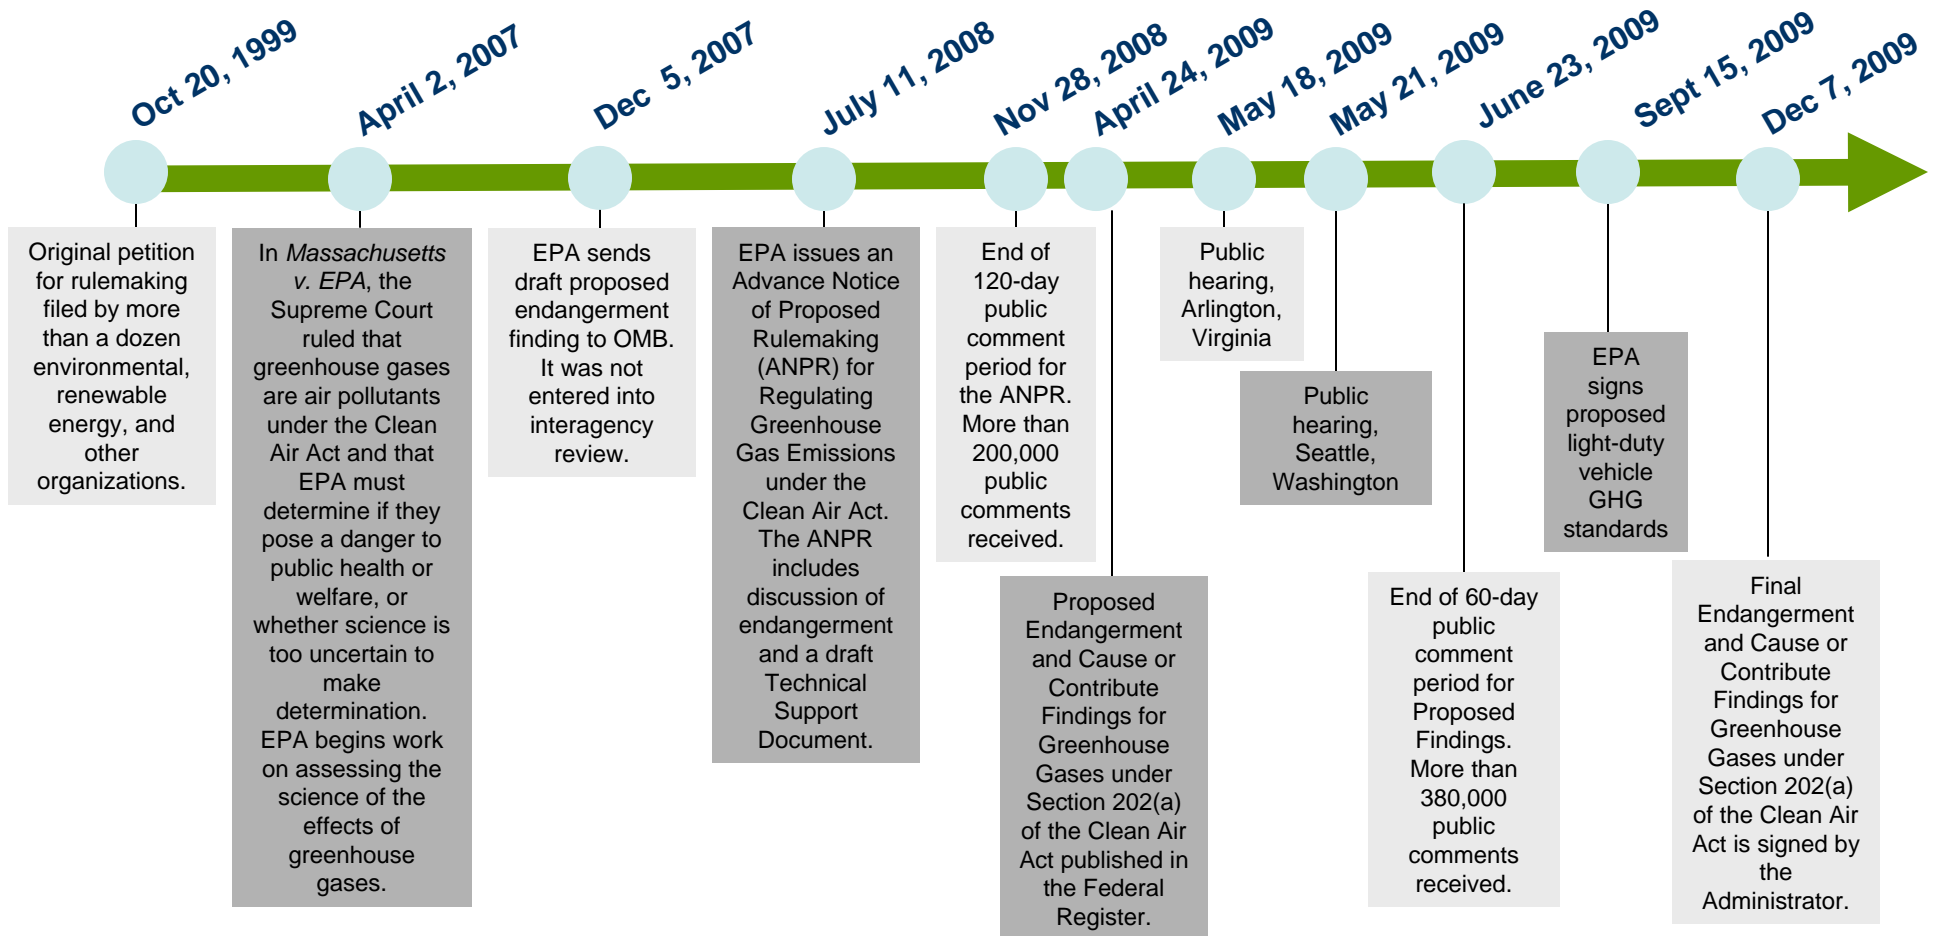 Oct 20, 1999
April 2, 2007
Dec 5, 2007
July 11, 2008
Nov 28, 2008
April 24, 2009
May 18, 2009
May 21, 2009
June 23, 2009
Sept 15, 2009
Dec 7, 2009
Original petition
for rulemaking
filed by more
than a dozen
environmental,
renewable
energy, and
other
organizations.
In Massachusetts
v. EPA, the
Supreme Court
ruled that
greenhouse gases
are air pollutants
under the Clean
Air Act and that
EPA must
determine if they
pose a danger to
public health or
welfare, or
whether science is
too uncertain to
make
determination.
EPA begins work
on assessing the
science of the
effects of
greenhouse
gases.
EPA sends
draft proposed
endangerment
finding to OMB.
It was not
entered into
interagency
review.
EPA issues an
Advance Notice
of Proposed
Rulemaking
(ANPR) for
Regulating
Greenhouse
Gas Emissions
under the
Clean Air Act.
The ANPR
includes
discussion of
endangerment
and a draft
Technical
Support
Document.
End of
120-day
public
comment
period for
the ANPR.
More than
200,000
public
comments
received.
Proposed
Endangerment
and Cause or
Contribute
Findings for
Greenhouse
Gases under
Section 202(a)
of the Clean Air
Act published in
the Federal
Register.
Public
hearing,
Arlington,
Virginia
Public
hearing,
Seattle,
Washington
End of 60-day
public
comment
period for
Proposed
Findings.
More than
380,000
public
comments
received.
EPA
signs
proposed
light-duty
vehicle
GHG
standards
Final
Endangerment
and Cause or
Contribute
Findings for
Greenhouse
Gases under
Section 202(a)
of the Clean Air
Act is signed by
the
Administrator.